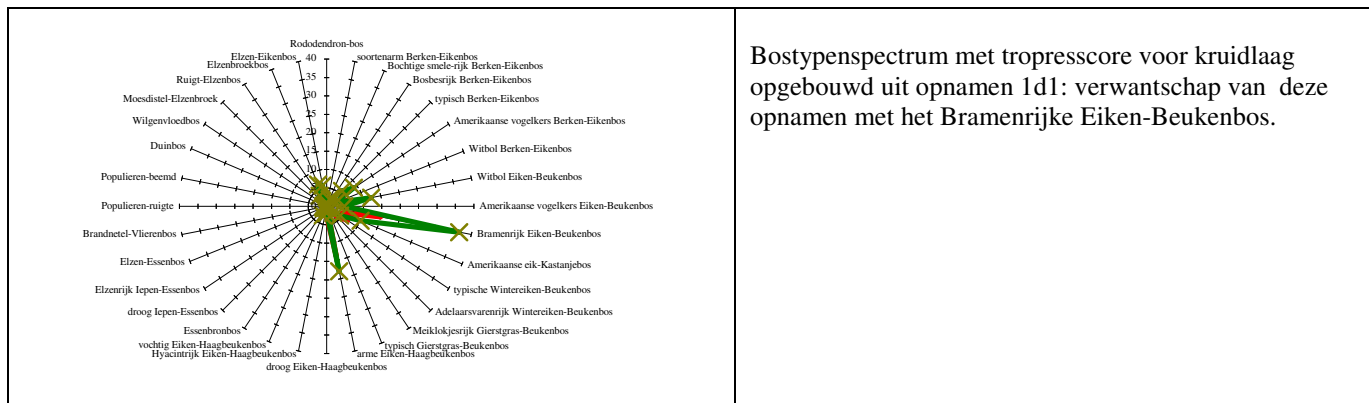 Rododendron-bos
Elzen-Eikenbos
soortenarm Berken-Eikenbos
Elzenbroekbos
Bochtige smele-rijk Berken-Eikenbos
Ruigt-Elzenbos
Bosbesrijk Berken-Eikenbos
Moesdistel-Elzenbroek
typisch Berken-Eikenbos
Wilgenvloedbos
Amerikaanse vogelkers Berken-Eikenbos
Duinbos
Witbol Berken-Eikenbos
Populieren-beemd
Witbol Eiken-Beukenbos
Populieren-ruigte
Amerikaanse vogelkers Eiken-Beukenbos
Brandnetel-Vlierenbos
Bramenrijk Eiken-Beukenbos
Elzen-Essenbos
Amerikaanse eik-Kastanjebos
Elzenrijk Iepen-Essenbos
typische Wintereiken-Beukenbos
droog Iepen-Essenbos
Adelaarsvarenrijk Wintereiken-Beukenbos
Essenbronbos
Meiklokjesrijk Gierstgras-Beukenbos
vochtig Eiken-Haagbeukenbos
typisch Gierstgras-Beukenbos
Hyacintrijk Eiken-Haagbeukenbos
arme Eiken-Haagbeukenbos
droog Eiken-Haagbeukenbos
40
35
30
25
20
15
10
Bostypenspectrum met tropresscore voor kruidlaag
opgebouwd uit opnamen 1d1: verwantschap van deze
opnamen met het Bramenrijke Eiken-Beukenbos.